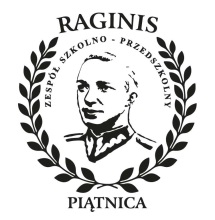 RAGINIS
ZESPÓŁ SZKOLNO - PRZEDSZKOLNY
PIĄTNICA